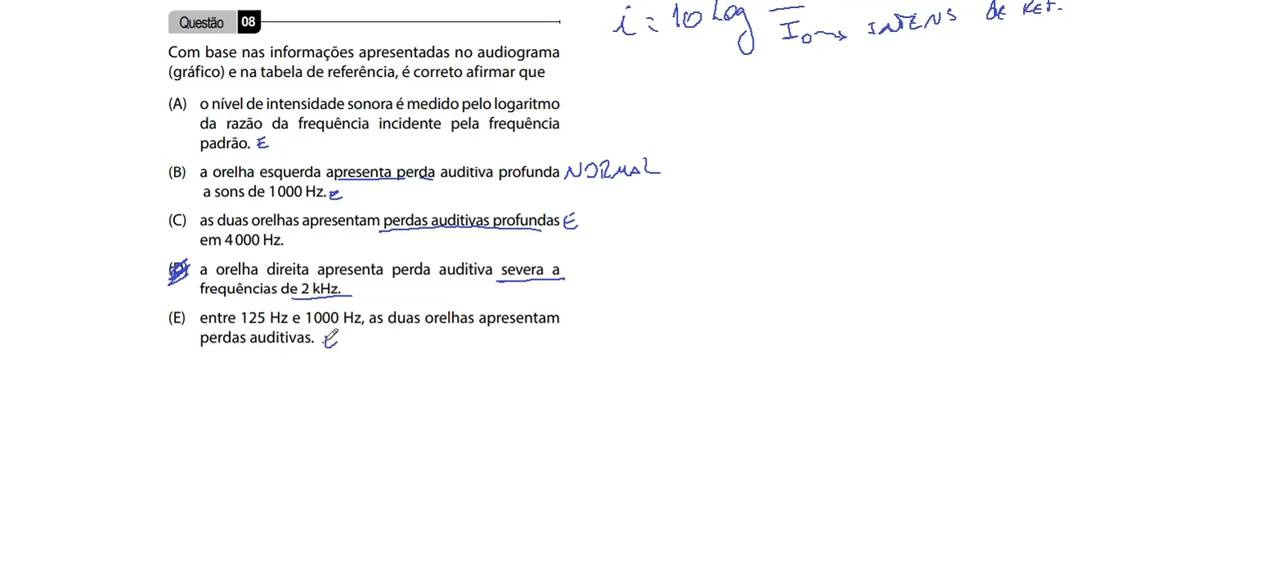 i = 10 Log I₀ → INTENS DE REF.
Questão 08
Com base nas informações apresentadas no audiograma
(gráfico) e na tabela de referência, é correto afirmar que
(A) o nível de intensidade sonora é medido pelo logaritmo
da razão da frequência incidente pela frequência
padrão. E
(B) a orelha esquerda apresenta perda auditiva profunda NORMAL
a sons de 1 000 Hz. E
(C) as duas orelhas apresentam perdas auditivas profundas E
em 4 000 Hz.
(D) a orelha direita apresenta perda auditiva severa a
frequências de 2 kHz.
(E) entre 125 Hz e 1000 Hz, as duas orelhas apresentam
perdas auditivas. E